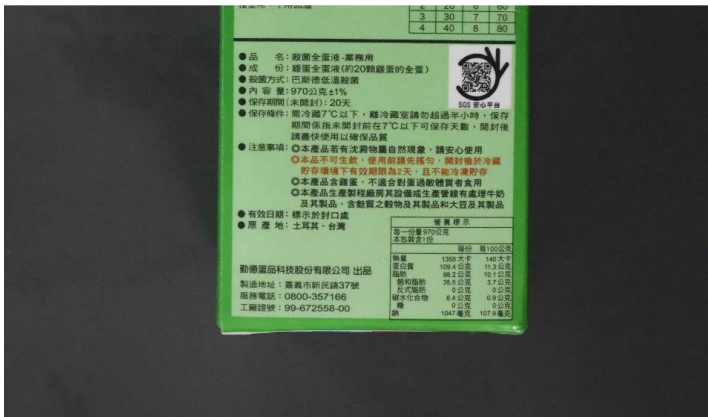 接使用，不用回溫
2 20 6 60
3 30 7 70
4 40 8 80
●品 名：殺菌全蛋液-業務用
●成 份：雞蛋全蛋液(約20顆雞蛋的全蛋)
●殺菌方式：巴斯德低溫殺菌
●內 容 量：970公克±1%
●保存期間(未開封)：20天
●保存條件：需冷藏7℃以下，離冷藏室請勿超過半小時，保存
期間係指未開封前在7℃以下可保存天數，開封後
請盡快使用以確保品質
●注意事項：◎本產品若有沈澱物屬自然現象，請安心使用
◎本品不可生飲，使用前請先搖勻，開封後於冷藏
貯存環境下有效期限為2天，且不能冷凍貯存
◎本產品含雞蛋，不適合對蛋過敏體質者食用
◎本產品生產製程廠房其設備或生產管線有處理牛奶
及其製品、含麩質之穀物及其製品和大豆及其製品
●有效日期：標示於封口處
●原 產 地：土耳其、台灣
SGS 安心平台
勤億蛋品科技股份有限公司 出品
製造地址：嘉義市新民路37號
服務電話：0800-357166
工廠證號：99-672558-00
營養標示
每一份量970公克
本包裝含1份
每份 每100公克
熱量 1355大卡 140大卡
蛋白質 109.4公克 11.3公克
脂肪 98.2公克 10.1公克
飽和脂肪 35.5公克 3.7公克
反式脂肪 0公克 0公克
碳水化合物 8.4公克 0.9公克
糖 0公克 0公克
鈉 1047毫克 107.9毫克